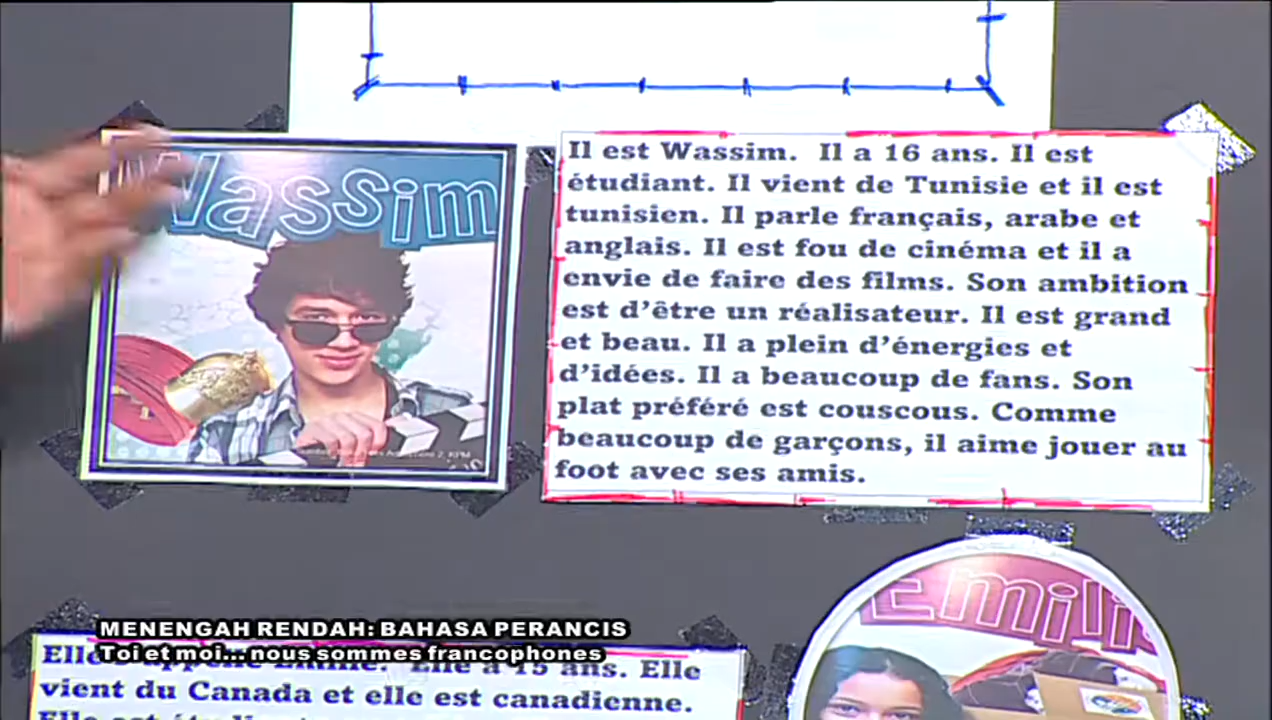 Wassim
Il est Wassim. Il a 16 ans. Il est
étudiant. Il vient de Tunisie et il est
tunisien. Il parle français, arabe et
anglais. Il est fou de cinéma et il a
envie de faire des films. Son ambition
est d'être un réalisateur. Il est grand
et beau. Il a plein d'énergies et
d'idées. Il a beaucoup de fans. Son
plat préféré est couscous. Comme
beaucoup de garçons, il aime jouer au
foot avec ses amis.
Emili
MENENGAH RENDAH: BAHASA PERANCIS
Toi et moi... nous sommes francophones
Elle s'appelle Emilie. Elle a 15 ans. Elle
vient du Canada et elle est canadienne.
Elle est